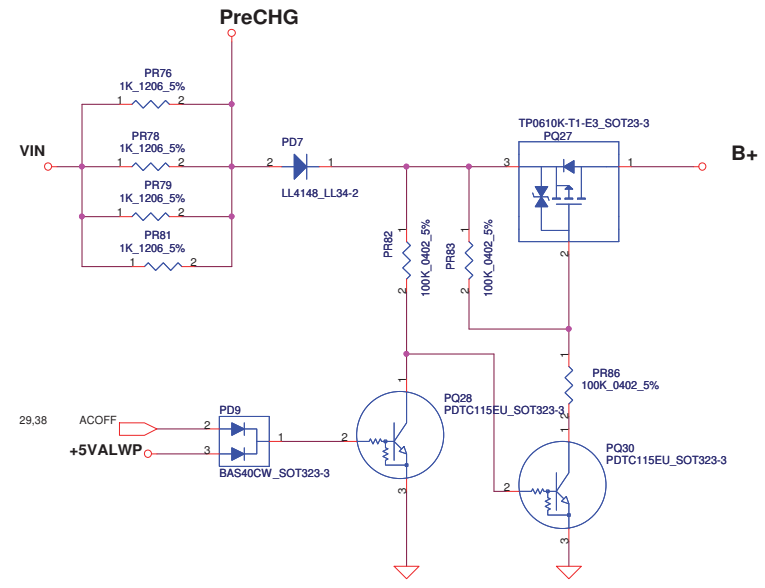 PreCHG
PR76
1K_1206_5%
1 2
PR78
1K_1206_5%
VIN
1 2
PR79
1K_1206_5%
1 2
PR81
1K_1206_5%
1 2
PD7
2 1
LL4148_LL34-2
TP0610K-T1-E3_SOT23-3
PQ27
3 1
2
B+
PR82
100K_0402_5%
1
2
PR83
100K_0402_5%
1
2
1
PR86
100K_0402_5%
2
1
PQ28
PDTC115EU_SOT323-3
2
3
29,38
ACOFF
+5VALWP
PD9
2
3
1
BAS40CW_SOT323-3
1
PQ30
PDTC115EU_SOT323-3
2
3